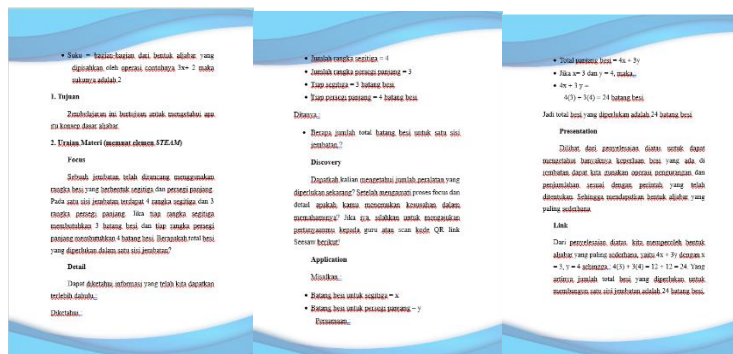 • Suku = bagian-bagian dari bentuk aljabar yang
dipisahkan oleh operasi contohnya 3x+ 2 maka
sukunya adalah 2
1. Tujuan
Pembelajaran ini bertujuan untuk mengetahui apa
itu konsep dasar aljabar.
2. Uraian Materi (memuat elemen STEAM)
Focus
Sebuah jembatan telah dirancang menggunakan
rangka besi yang berbentuk segitiga dan persegi panjang.
Pada satu sisi jembatan terdapat 4 rangka segitiga dan 3
rangka persegi panjang. Jika tiap rangka segitiga
membutuhkan 3 batang besi dan tiap rangka persegi
panjang membutuhkan 4 batang besi. Berapakah total besi
yang diperlukan dalam satu sisi jembatan?
Detail
Dapat diketahui informasi yang telah kita dapatkan
terlebih dahulu.
Diketahui:
• Jumlah rangka segitiga = 4
• Jumlah rangka persegi panjang = 3
• Tiap segitiga = 3 batang besi
• Tiap persegi panjang = 4 batang besi
Ditanya:
• Berapa jumlah total batang besi untuk satu sisi
jembatan ?
Discovery
Dapatkah kalian mengetahui jumlah peralatan yang
diperlukan sekarang? Setelah mengamati proses focus dan
detail apakah kamu menemukan kesusahan dalam
memahaminya? Jika iya, silahkan untuk mengajukan
pertanyaanmu kepada guru atau scan kode QR link
Seesaw berikut!
Application
Misalkan:
• Batang besi untuk segitiga = x
• Batang besi untuk persegi panjang = y
Persamaan:
• Total panjang besi = 4x + 3y
• Jika x= 3 dan y = 4, maka:
• 4x + 3 y =
4(3) + 3(4) = 24 batang besi
Jadi total besi yang diperlukan adalah 24 batang besi
Presentation
Dilihat dari penyelesaian diatas untuk dapat
mengetahui banyaknya keperluan besi yang ada di
jembatan dapat kita gunakan operasi pengurangan dan
penjumlahan sesuai dengan perintah yang telah
ditentukan. Sehingga mendapatkan bentuk aljabar yang
paling sederhana
Link
Dari penyelesaian diatas, kita memperoleh bentuk
aljabar yang paling sederhana, yaitu 4x + 3y dengan x
= 3, y = 4 sehingga : 4(3) + 3(4) = 12 + 12 = 24. Yang
artinya jumlah total besi yang diperlukan untuk
membangun satu sisi jembatan adalah 24 batang besi.